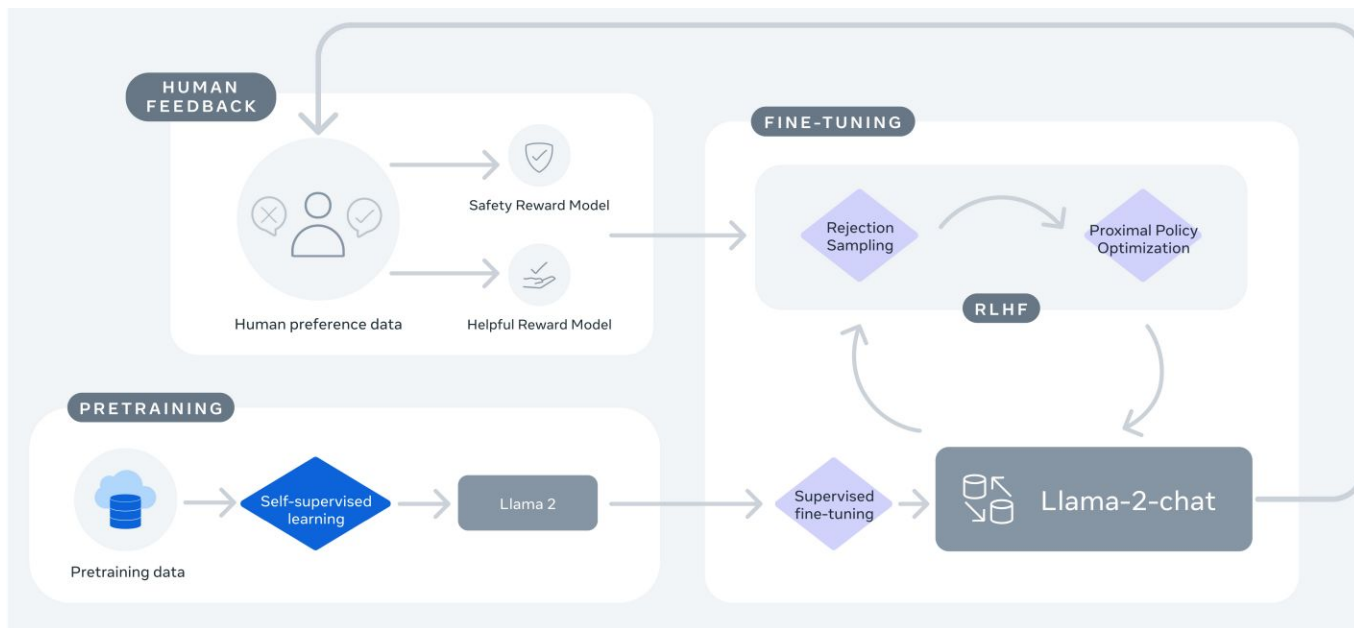 HUMAN
FEEDBACK
Safety Reward Model
Human preference data
Helpful Reward Model
FINE-TUNING
Rejection
Sampling
Proximal Policy
Optimization
RLHF
PRETRAINING
Pretraining data
Self-supervised
learning
Llama 2
Supervised
fine-tuning
Llama-2-chat